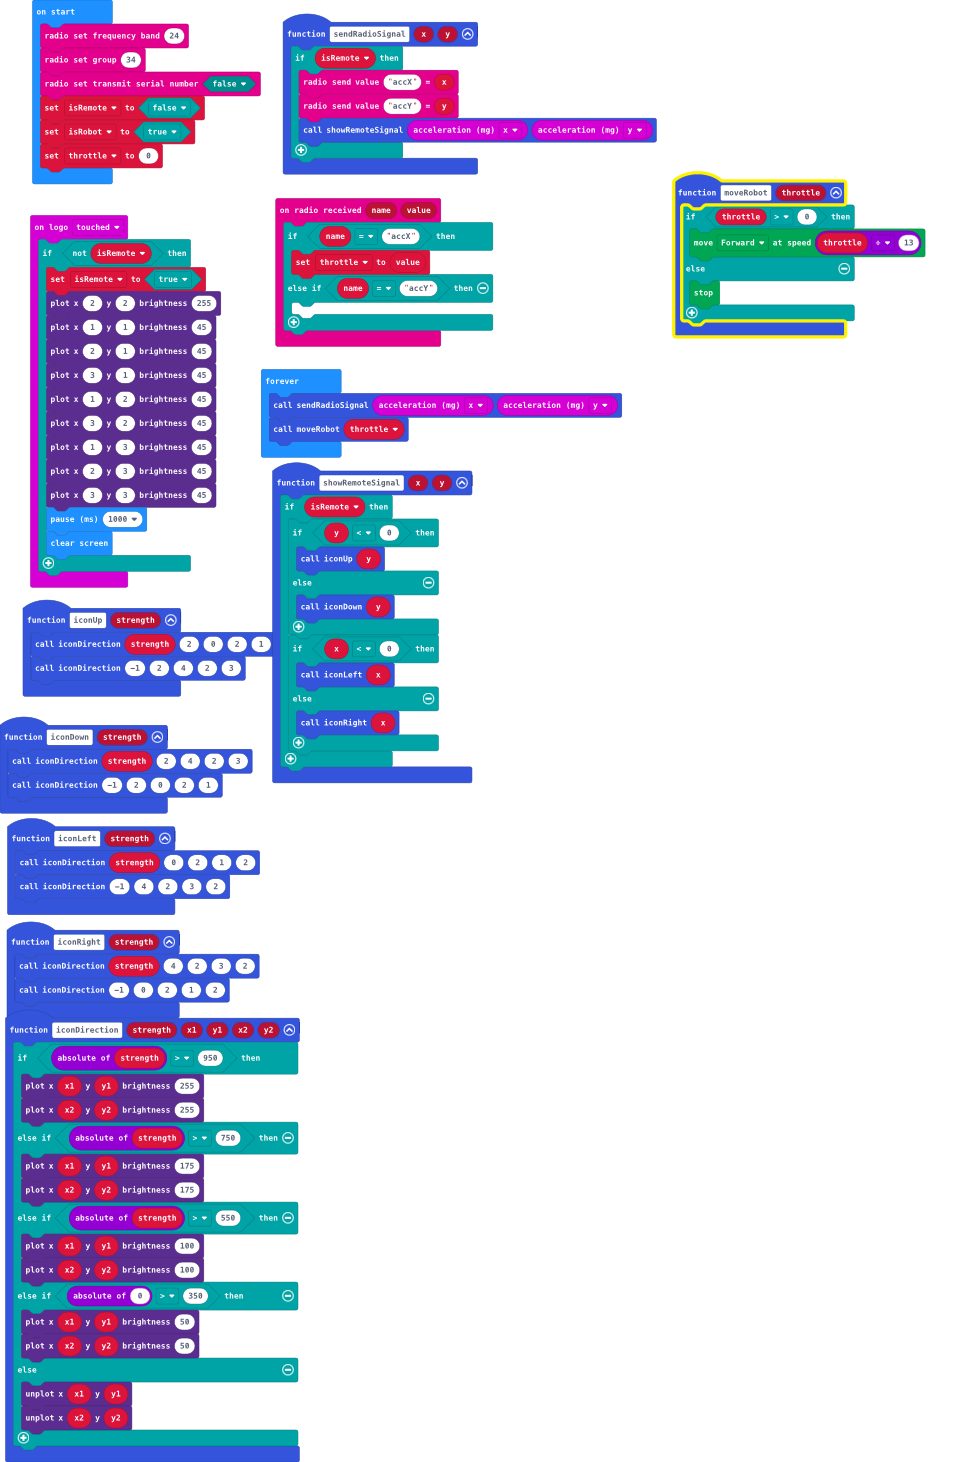 on start
radio set frequency band 24
radio set group 34
radio set transmit serial number false
set isRemote to false
set isRobot to true
set throttle to 0
function sendRadioSignal x y
if isRemote then
radio send value "accX" = x
radio send value "accY" = y
call showRemoteSignal acceleration (mg) x acceleration (mg) y
function moveRobot throttle
if throttle > 0 then
move Forward at speed throttle ÷ 13
else
stop
on logo touched
if not isRemote then
set isRemote to true
plot x 2 y 2 brightness 255
plot x 1 y 1 brightness 45
plot x 2 y 1 brightness 45
plot x 3 y 1 brightness 45
plot x 1 y 2 brightness 45
plot x 3 y 2 brightness 45
plot x 1 y 3 brightness 45
plot x 2 y 3 brightness 45
plot x 3 y 3 brightness 45
pause (ms) 1000
clear screen
on radio received name value
if name = "accX" then
set throttle to value
else if name = "accY" then
forever
call sendRadioSignal acceleration (mg) x acceleration (mg) y
call moveRobot throttle
function showRemoteSignal x y
if isRemote then
if y < 0 then
call iconUp y
else
call iconDown y
if x < 0 then
call iconLeft x
else
call iconRight x
function iconUp strength
call iconDirection strength 2 0 2 1
call iconDirection -1 2 4 2 3
function iconDown strength
call iconDirection strength 2 4 2 3
call iconDirection -1 2 0 2 1
function iconLeft strength
call iconDirection strength 0 2 1 2
call iconDirection -1 4 2 3 2
function iconRight strength
call iconDirection strength 4 2 3 2
call iconDirection -1 0 2 1 2
function iconDirection strength x1 y1 x2 y2
if absolute of strength > 950 then
plot x x1 y y1 brightness 255
plot x x2 y y2 brightness 255
else if absolute of strength > 750 then
plot x x1 y y1 brightness 175
plot x x2 y y2 brightness 175
else if absolute of strength > 550 then
plot x x1 y y1 brightness 100
plot x x2 y y2 brightness 100
else if absolute of 0 > 350 then
plot x x1 y y1 brightness 50
plot x x2 y y2 brightness 50
else
unplot x x1 y y1
unplot x x2 y y2